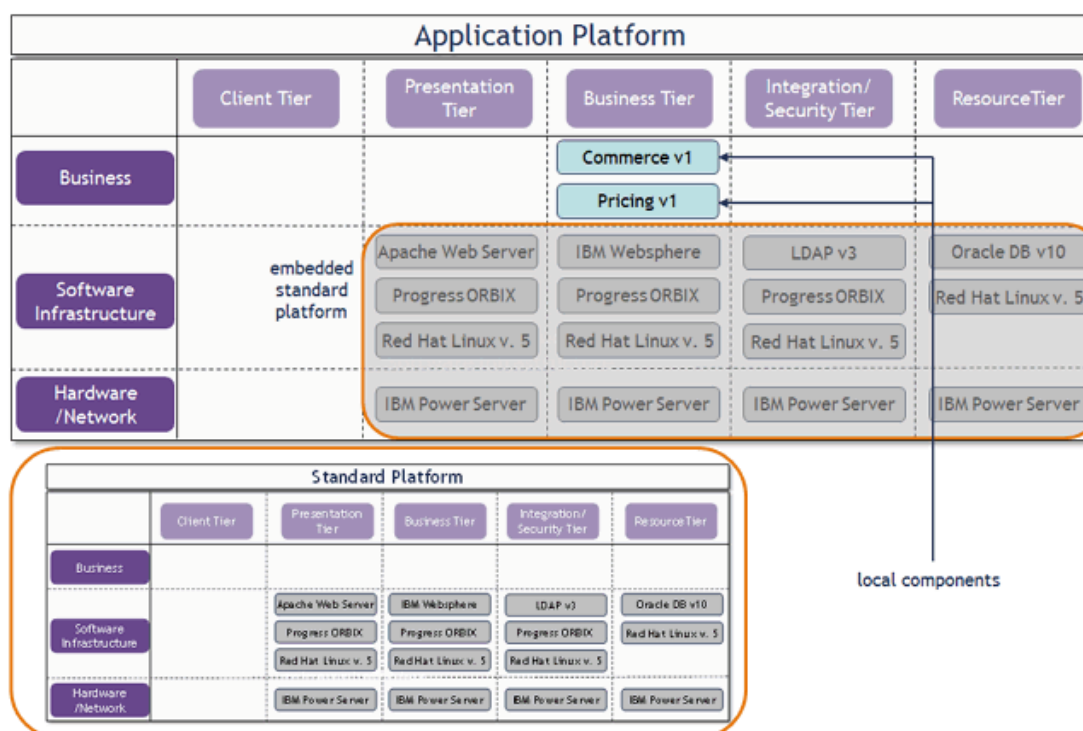 Application Platform
Client Tier
Presentation
Tier
Business Tier
Integration/
Security Tier
ResourceTier
Business
Commerce v1
Pricing v1
Software
Infrastructure
embedded
standard
platform
Apache Web Server
IBM Websphere
LDAP v3
Oracle DB v10
Progress ORBIX
Progress ORBIX
Progress ORBIX
Red Hat Linux v. 5
Red Hat Linux v. 5
Red Hat Linux v. 5
Red Hat Linux v. 5
Hardware
/Network
IBM Power Server
IBM Power Server
IBM Power Server
IBM Power Server
local components
Standard Platform
Client Tier
Presentation
Tier
Business Tier
Integration/
Security Tier
ResourceTier
Business
Software
Infrastructure
Apache Web Server
IBM Websphere
LDAP v3
Oracle DB v10
Progress ORBIX
Progress ORBIX
Progress ORBIX
Red Hat Linux v. 5
Red Hat Linux v. 5
Red Hat Linux v. 5
Red Hat Linux v. 5
Hardware
/Network
IBM Power Server
IBM Power Server
IBM Power Server
IBM Power Server